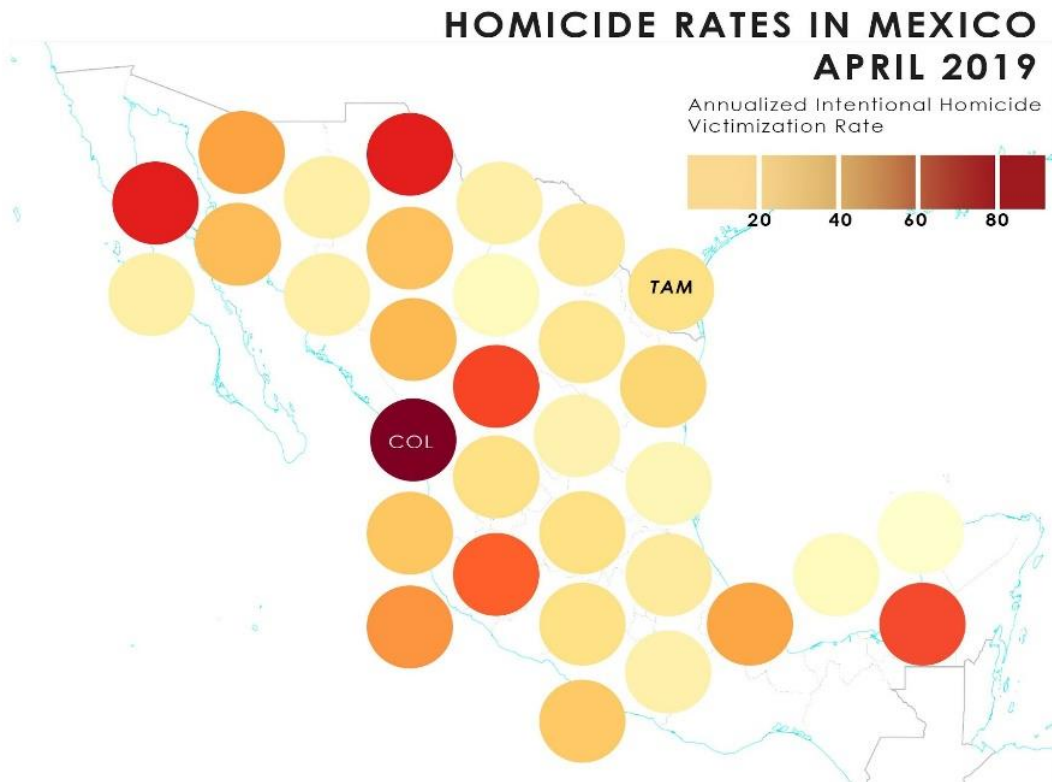 HOMICIDE RATES IN MEXICO
APRIL 2019
Annualized Intentional Homicide
Victimization Rate
20 40 60 80
TAM
COL